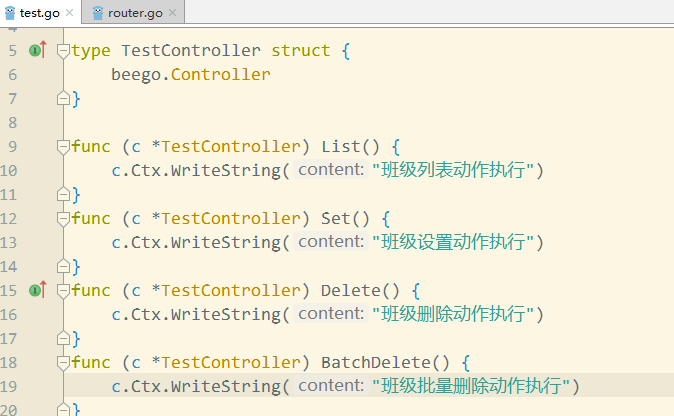 test.go × router.go ×
4
5 type TestController struct {
6 beego.Controller
7 }
8
9 func (c *TestController) List() {
10 c.Ctx.WriteString( content: "班级列表动作执行")
11 }
12 func (c *TestController) Set() {
13 c.Ctx.WriteString( content: "班级设置动作执行")
14 }
15 func (c *TestController) Delete() {
16 c.Ctx.WriteString( content: "班级删除动作执行")
17 }
18 func (c *TestController) BatchDelete() {
19 c.Ctx.WriteString( content: "班级批量删除动作执行")
20 }